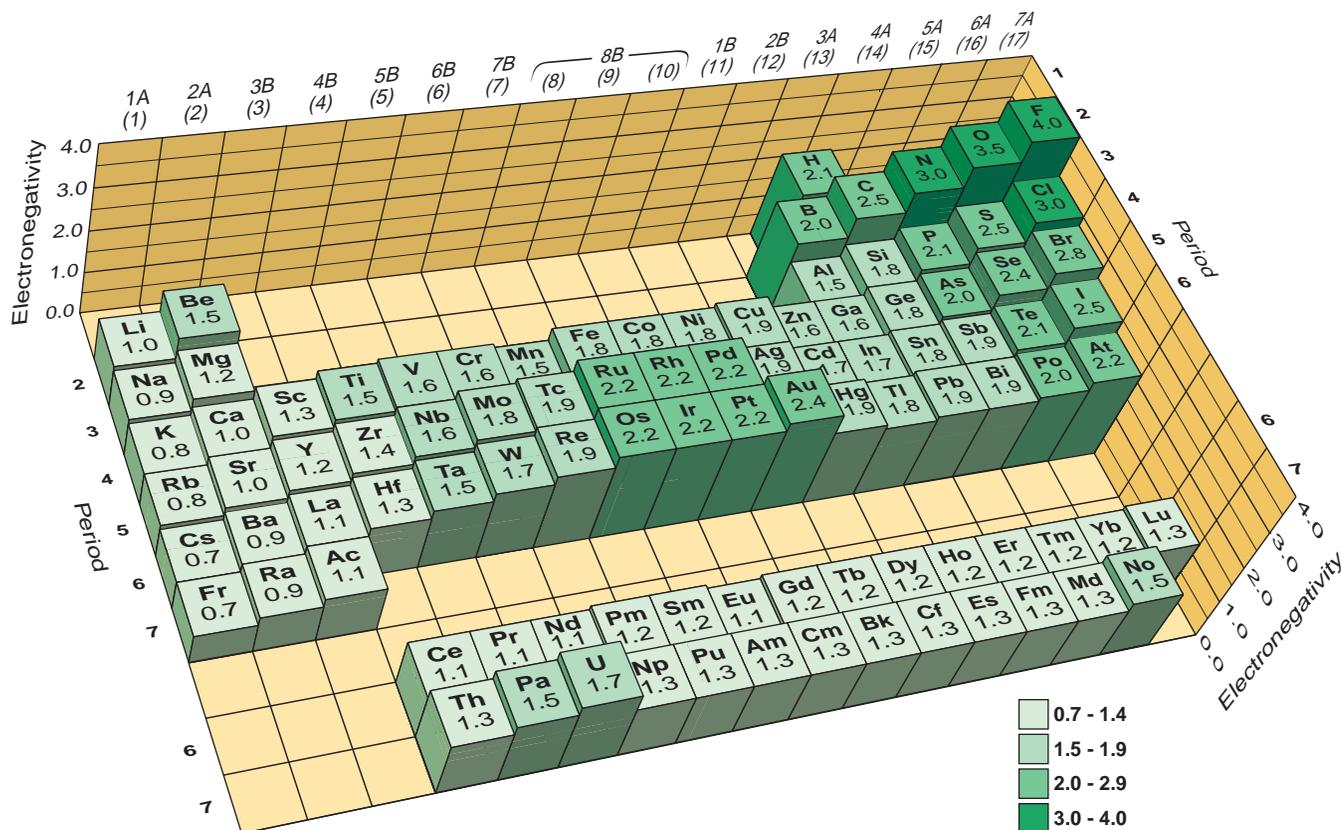 1A 2A 3B 4B 5B 6B 7B 8B 1B 2B 3A 4A 5A 6A 7A
(1) (2) (3) (4) (5) (6) (7) (8) (9) (10) (11) (12) (13) (14) (15) (16) (17)
Electronegativity
4.0
3.0
2.0
1.0
0.0
1
2
3
4
5
6
Period
6
7
H 2.1
Li 1.0
Be 1.5
B 2.0
C 2.5
N 3.0
O 3.5
F 4.0
Na 0.9
Mg 1.2
Al 1.5
Si 1.8
P 2.1
S 2.5
Cl 3.0
K 0.8
Ca 1.0
Sc 1.3
Ti 1.5
V 1.6
Cr 1.6
Mn 1.5
Fe 1.8
Co 1.8
Ni 1.8
Cu 1.9
Zn 1.6
Ga 1.6
Ge 1.8
As 2.0
Se 2.4
Br 2.8
Rb 0.8
Sr 1.0
Y 1.2
Zr 1.4
Nb 1.6
Mo 1.8
Tc 1.9
Ru 2.2
Rh 2.2
Pd 2.2
Ag 1.9
Cd 1.7
In 1.7
Sn 1.8
Sb 1.9
Te 2.1
I 2.5
Cs 0.7
Ba 0.9
La 1.1
Hf 1.3
Ta 1.5
W 1.7
Re 1.9
Os 2.2
Ir 2.2
Pt 2.2
Au 2.4
Hg 1.9
Tl 1.8
Pb 1.9
Bi 1.9
Po 2.0
At 2.2
Fr 0.7
Ra 0.9
Ac 1.1
2
3
4
5
6
7
Period
6
7
Ce 1.1
Pr 1.1
Nd 1.1
Pm 1.2
Sm 1.2
Eu 1.1
Gd 1.2
Tb 1.2
Dy 1.2
Ho 1.2
Er 1.2
Tm 1.2
Yb 1.2
Lu 1.3
Th 1.3
Pa 1.5
U 1.7
Np 1.3
Pu 1.3
Am 1.3
Cm 1.3
Bk 1.3
Cf 1.3
Es 1.3
Fm 1.3
Md 1.3
No 1.5
4.0
3.0
2.0
1.0
0.0
Electronegativity
0.7 - 1.4
1.5 - 1.9
2.0 - 2.9
3.0 - 4.0